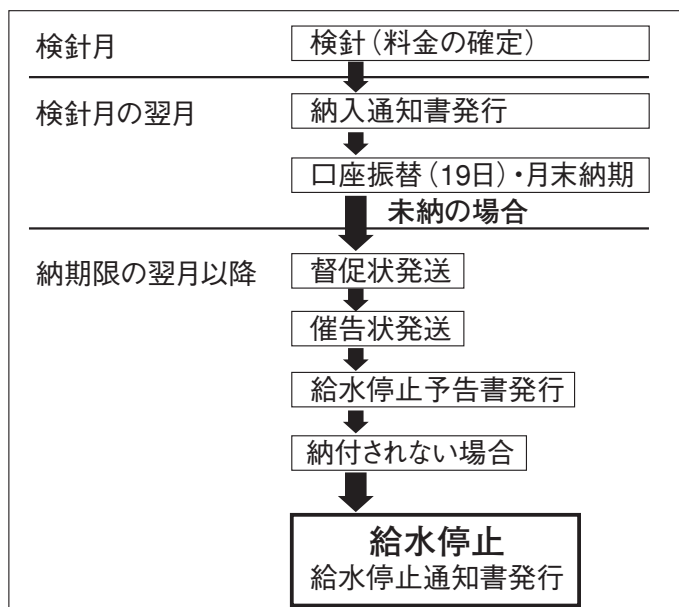 検針月
検針（料金の確定）
検針月の翌月
納入通知書発行
口座振替（19日）・月末納期
未納の場合
納期限の翌月以降
督促状発送
催告状発送
給水停止予告書発行
納付されない場合
給水停止
給水停止通知書発行